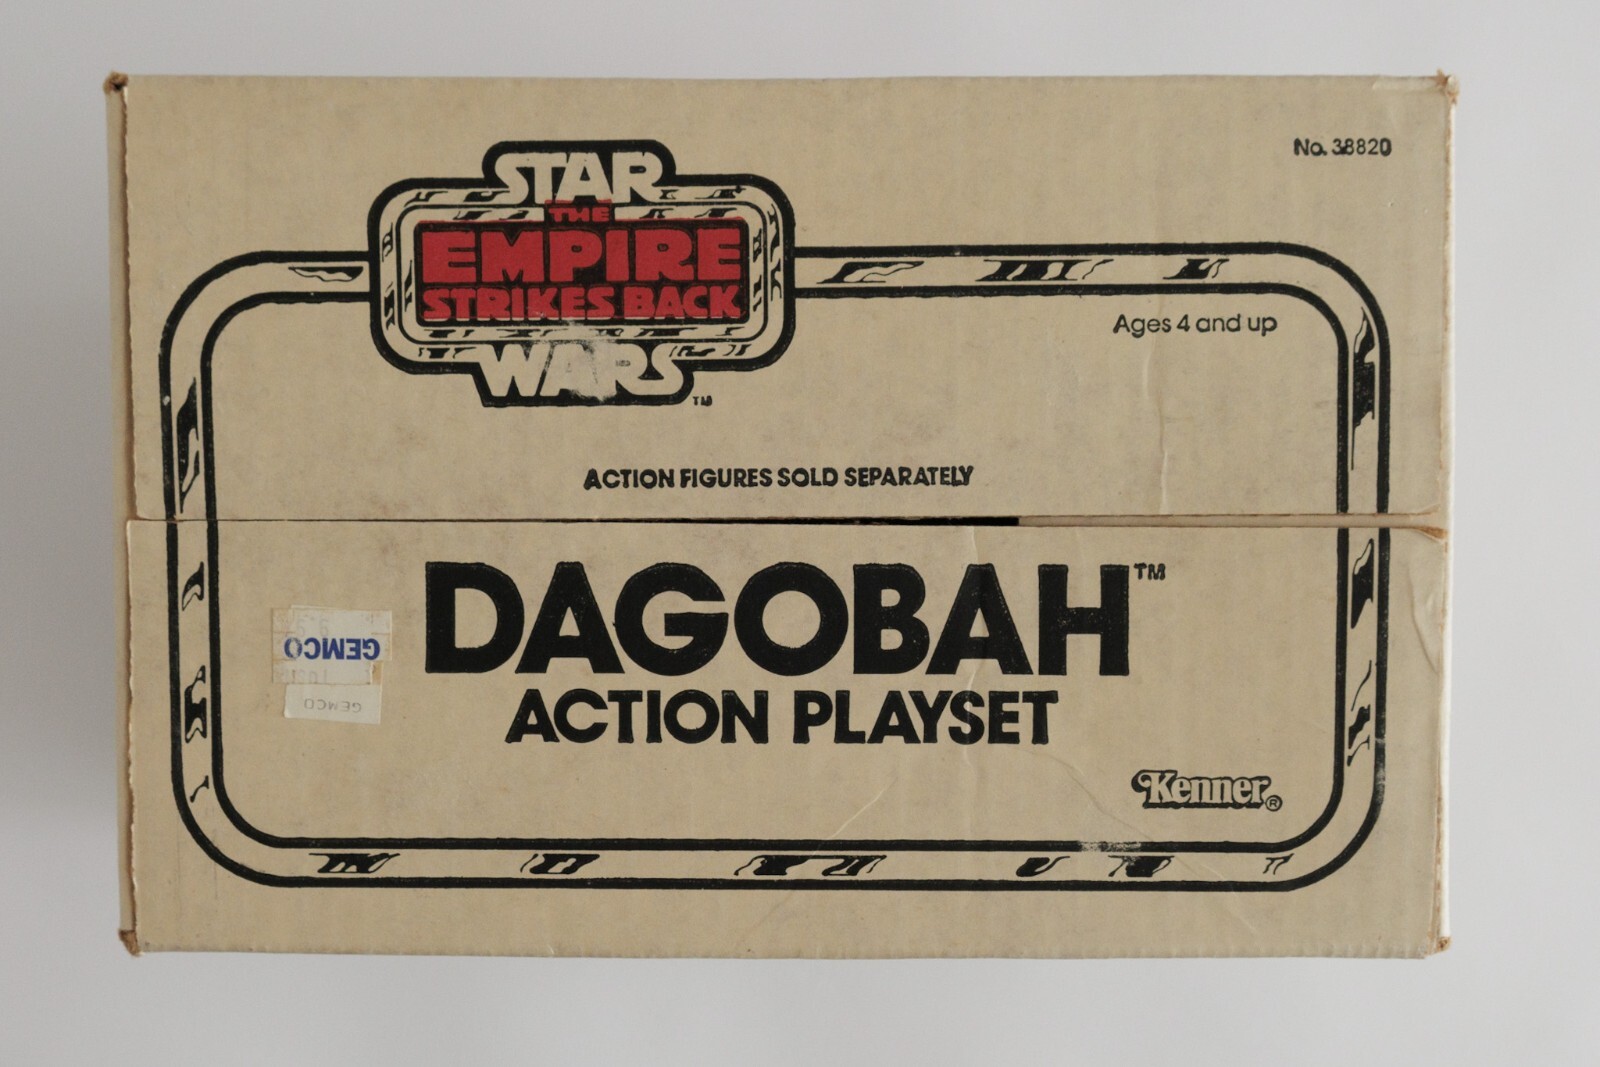 No. 38820
STAR
THE
EMPIRE
STRIKES BACK
WARS
TM
Ages 4 and up
ACTION FIGURES SOLD SEPARATELY
DAGOBAH™
ACTION PLAYSET
GEMCO
GEMCO
Kenner®